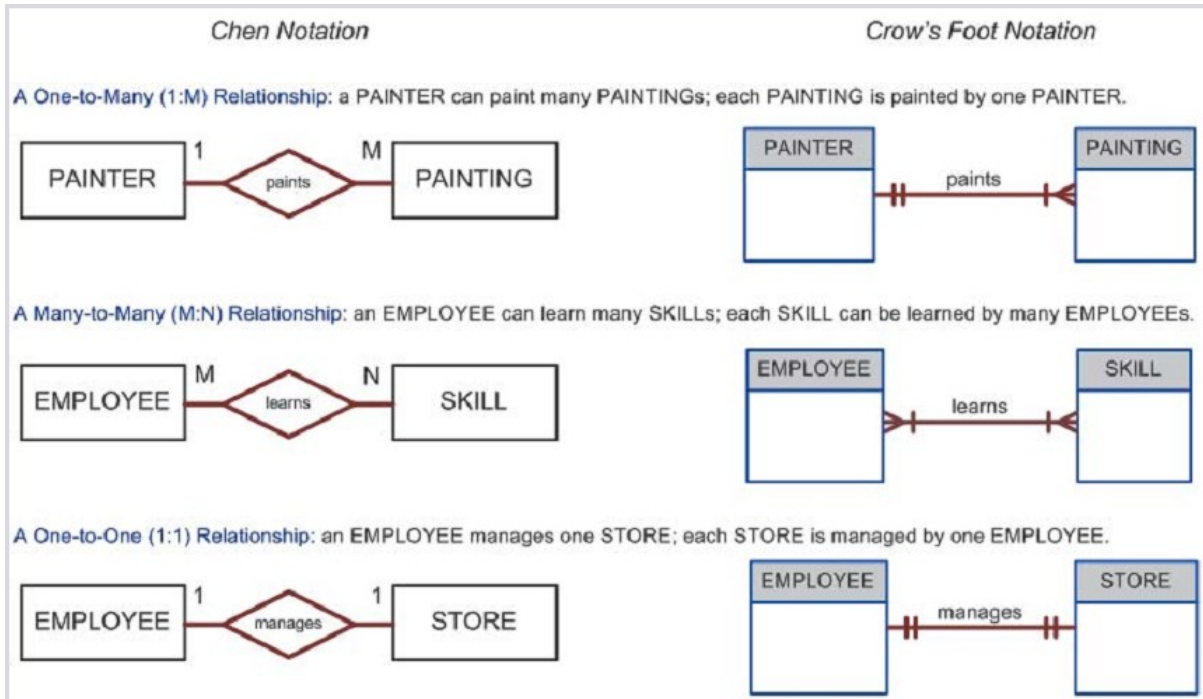 Chen Notation
Crow's Foot Notation
A One-to-Many (1:M) Relationship: a PAINTER can paint many PAINTINGs; each PAINTING is painted by one PAINTER.
PAINTER
1
paints
M
PAINTING
PAINTER
paints
PAINTING
A Many-to-Many (M:N) Relationship: an EMPLOYEE can learn many SKILLs; each SKILL can be learned by many EMPLOYEEs.
EMPLOYEE
M
learns
N
SKILL
EMPLOYEE
learns
SKILL
A One-to-One (1:1) Relationship: an EMPLOYEE manages one STORE; each STORE is managed by one EMPLOYEE.
EMPLOYEE
1
manages
1
STORE
EMPLOYEE
manages
STORE